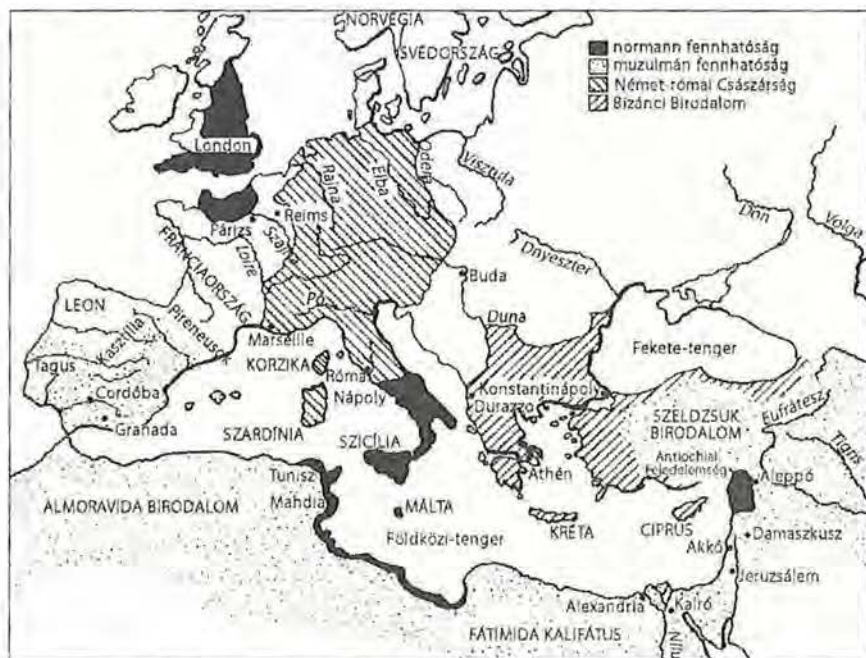 NORVÉGIA
SVÉDORSZÁG
normann fennhatóság
muzulmán fennhatóság
Német-római Császárság
Bizánci Birodalom
London
Rajna
Elba
Odera
Visztula
Don
Volga
Párizs
Reims
Szajna
Loire
FRANCIAORSZÁG
Dnyeszter
Buda
Pó
LEON
Pireneusok
Marseille
Duna
Fekete-tenger
Kasztília
KORZIKA
Róma
Tagus
Nápoly
Konstantinápoly
Durazzo
Cordóba
SZELDZSUK
BIRODALOM
Eufrátesz
Tigris
Granada
SZARDÍNIA
SZICÍLIA
Athén
Antiochiai
Fejedelemség
Aleppó
Tunisz
Mahdia
ALMORAVIDA BIRODALOM
MÁLTA
KRÉTA
CIPRUS
Földközi-tenger
Damaszkusz
Akkó
Jeruzsálem
Alexandria
Kairó
FÁTIMIDA KALIFÁTUS